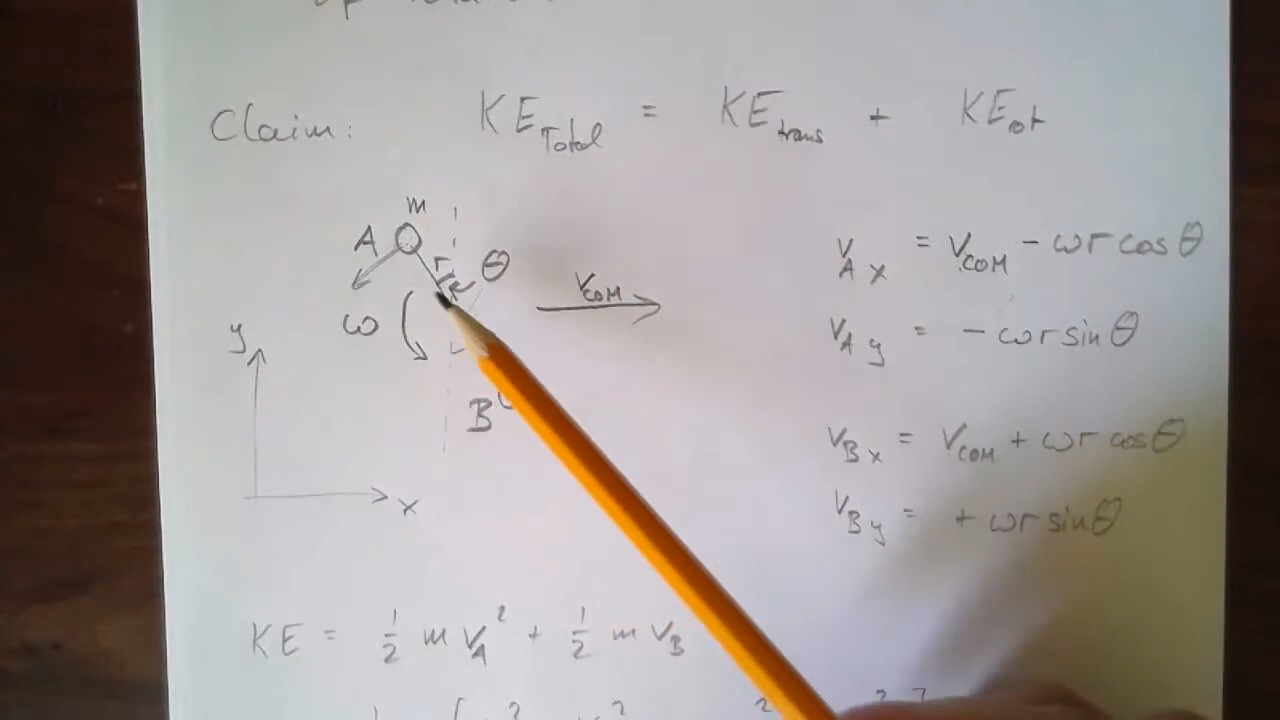 Claim: KE_Total = KE_trans + KE_rot
m
A
r
θ
ω
v_COM
B
y
x
v_Ax = v_COM - ωr cos θ
v_Ay = - ωr sin θ
v_Bx = v_COM + ωr cos θ
v_By = + ωr sin θ
KE = 1/2 m v_A^2 + 1/2 m v_B